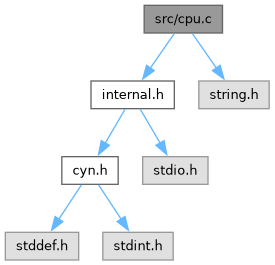 src/cpu.c
internal.h
string.h
cyn.h
stdio.h
stddef.h
stdint.h